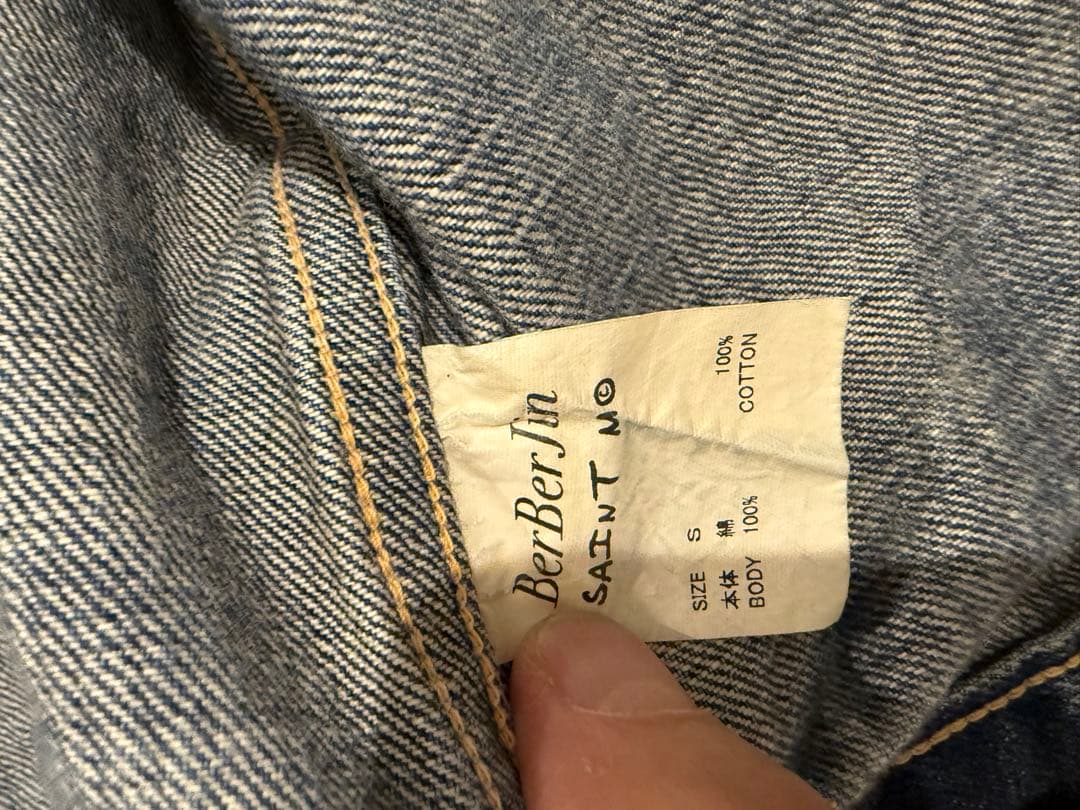 BerBerJin
SAINT M©
SIZE S
本体 綿 100%
BODY 100% COTTON